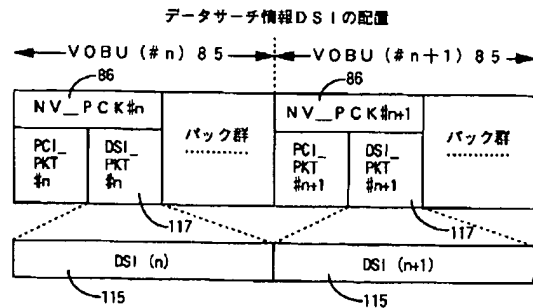 データサーチ情報DSIの配置
VOBU (#n) 85
VOBU (#n+1) 85
86
86
NV_PCK#n
NV_PCK#n+1
PCI_
PKT
#n
DSI_
PKT
#n
パック群
………
PCI_
PKT
#n+1
DSI_
PKT
#n+1
パック群
………
117
117
DSI (n)
DSI (n+1)
115
115